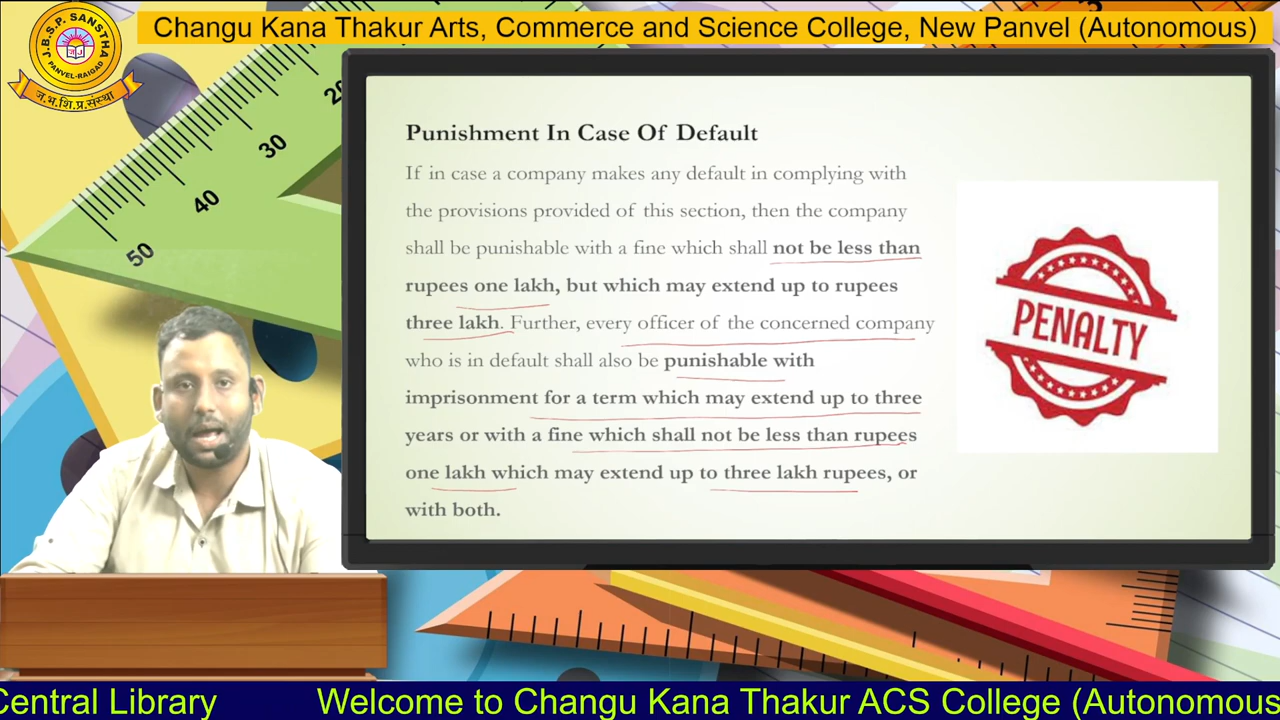 Changu Kana Thakur Arts, Commerce and Science College, New Panvel (Autonomous)
J.B.S.P. SANSTHA
PANVEL-RAIGAD
ज.भ.शि.प्र.संस्था
20
30
40
50
Punishment In Case Of Default
If in case a company makes any default in complying with
the provisions provided of this section, then the company
shall be punishable with a fine which shall not be less than
rupees one lakh, but which may extend up to rupees
three lakh. Further, every officer of the concerned company
who is in default shall also be punishable with
imprisonment for a term which may extend up to three
years or with a fine which shall not be less than rupees
one lakh which may extend up to three lakh rupees, or
with both.
PENALTY
Central Library Welcome to Changu Kana Thakur ACS College (Autonomous